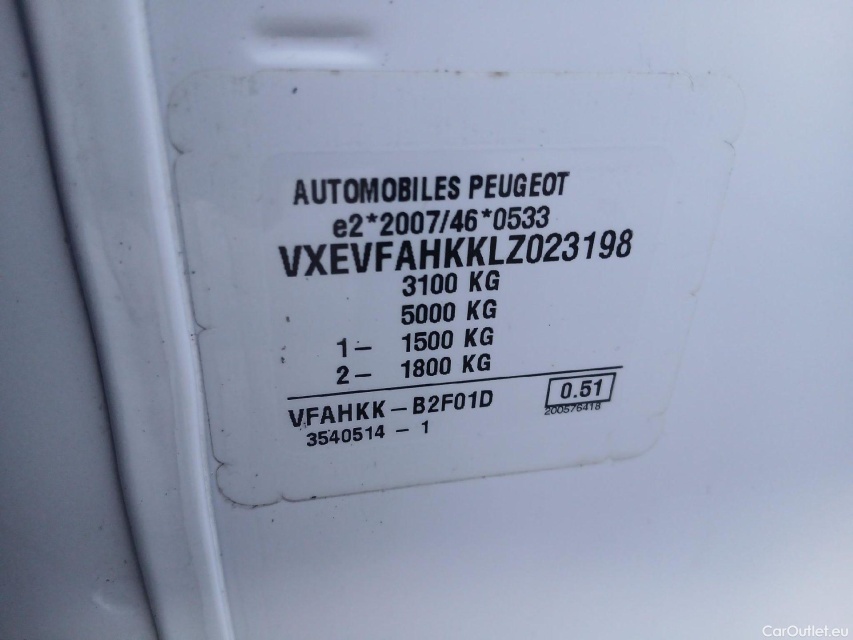 AUTOMOBILES PEUGEOT
e2*2007/46*0533
VXEVFAHKKLZ023198
3100 KG
5000 KG
1– 1500 KG
2– 1800 KG
VFAHKK–B2F01D
0.51
200576418
3540514 – 1
CarOutlet.eu